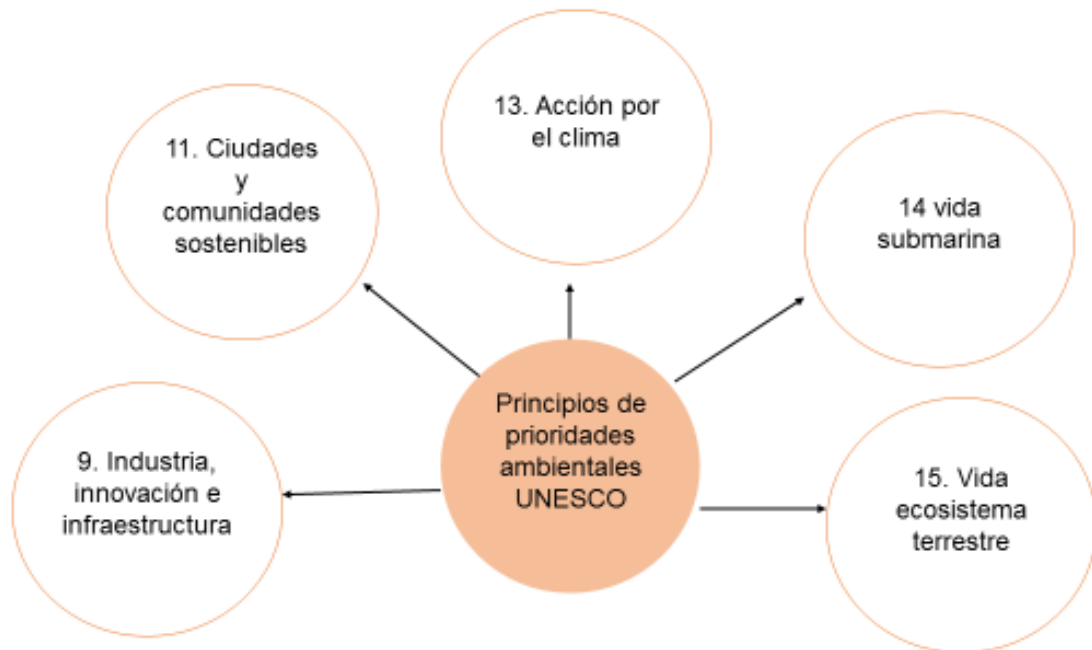 13. Acción por
el clima
11. Ciudades
y
comunidades
sostenibles
14 vida
submarina
Principios de
prioridades
ambientales
UNESCO
9. Industria,
innovación e
infraestructura
15. Vida
ecosistema
terrestre